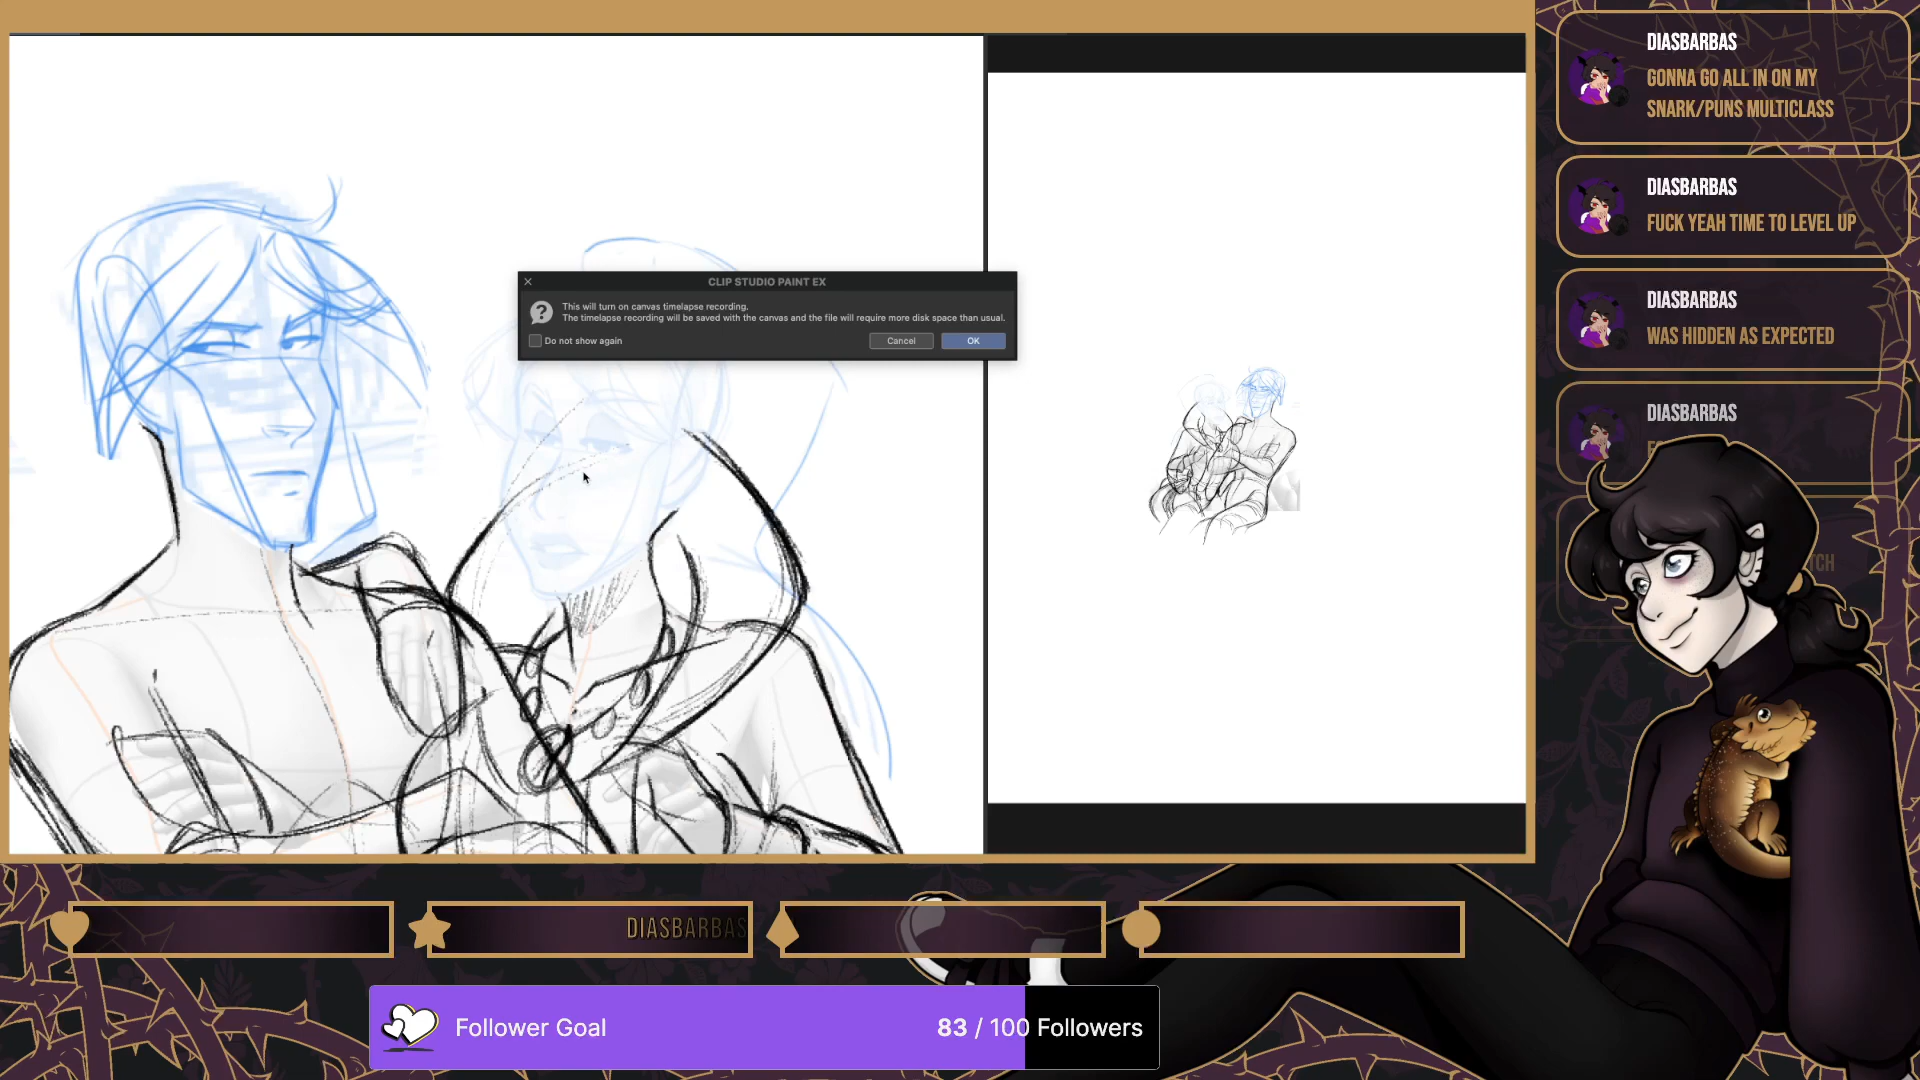 CLIP STUDIO PAINT EX
This will turn on canvas timelapse recording.
The timelapse recording will be saved with the canvas and the file will require more disk space than usual.
Do not show again
Cancel
OK
DIASBARBAS
GONNA GO ALL IN ON MY
SNARK/PUNS MULTICLASS
DIASBARBAS
FUCK YEAH TIME TO LEVEL UP
DIASBARBAS
WAS HIDDEN AS EXPECTED
DIASBARBAS
DIASBARBAS
Follower Goal
83 / 100 Followers